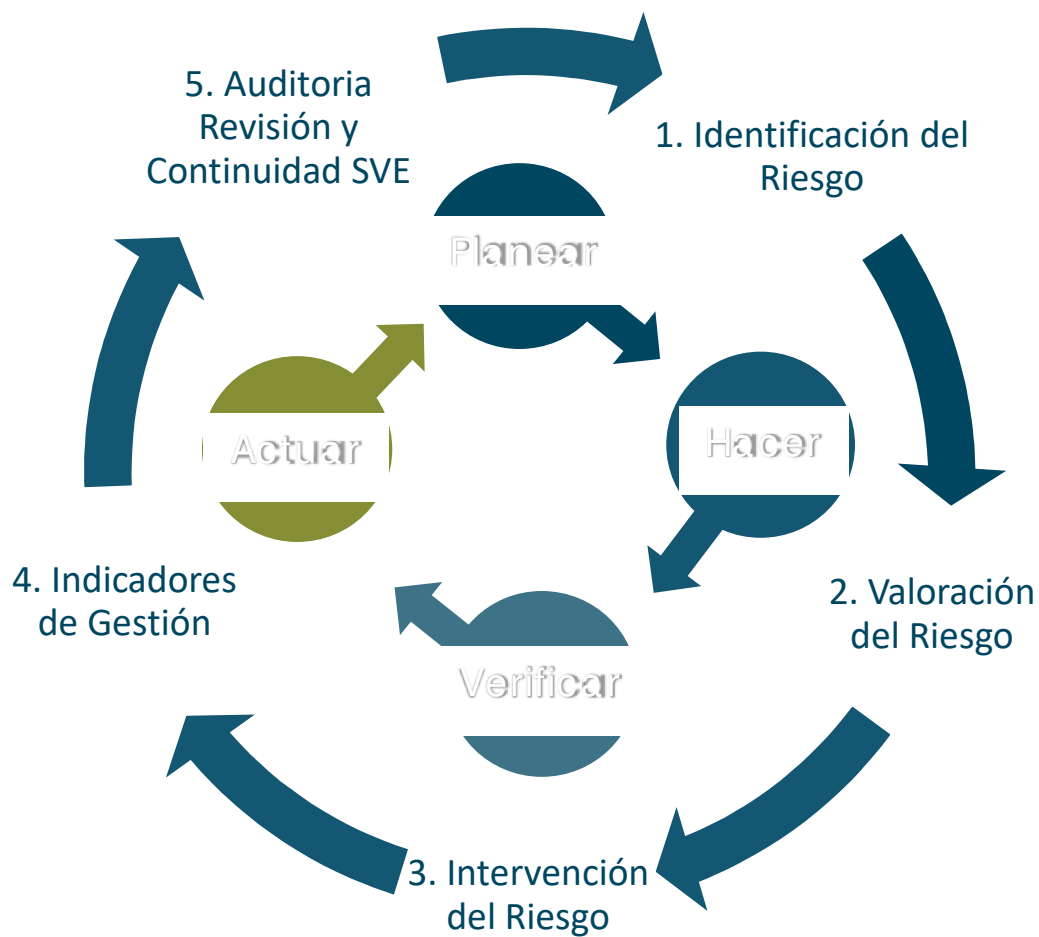 5. Auditoria
Revisión y
Continuidad SVE
1. Identificación del
Riesgo
Planear
Hacer
Actuar
Verificar
2. Valoración
del Riesgo
3. Intervención
del Riesgo
4. Indicadores
de Gestión